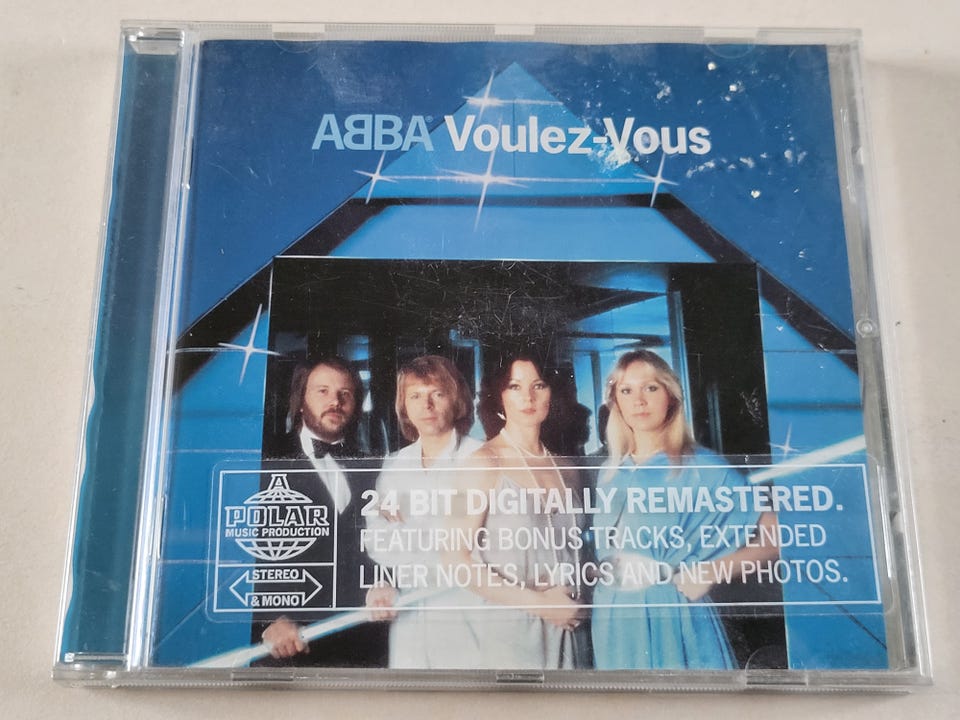 ABBA® Voulez-Vous
A
POLAR
MUSIC PRODUCTION
STEREO
& MONO
24 BIT DIGITALLY REMASTERED.
FEATURING BONUS TRACKS, EXTENDED
LINER NOTES, LYRICS AND NEW PHOTOS.